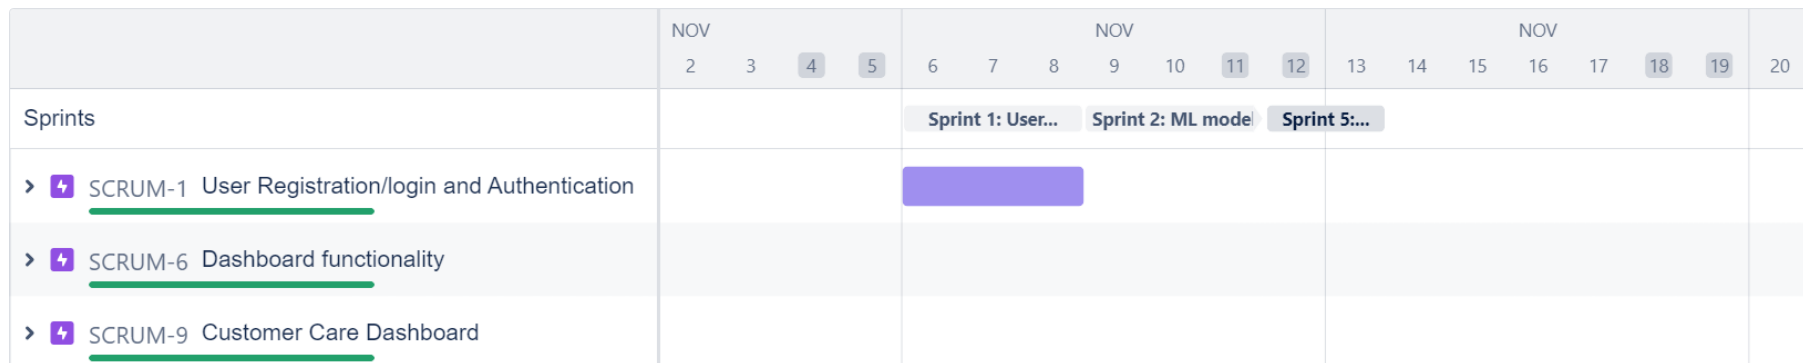 NOV NOV NOV
2 3 4 5 6 7 8 9 10 11 12 13 14 15 16 17 18 19 20
Sprints Sprint 1: User... Sprint 2: ML model Sprint 5:...
SCRUM-1 User Registration/login and Authentication
SCRUM-6 Dashboard functionality
SCRUM-9 Customer Care Dashboard